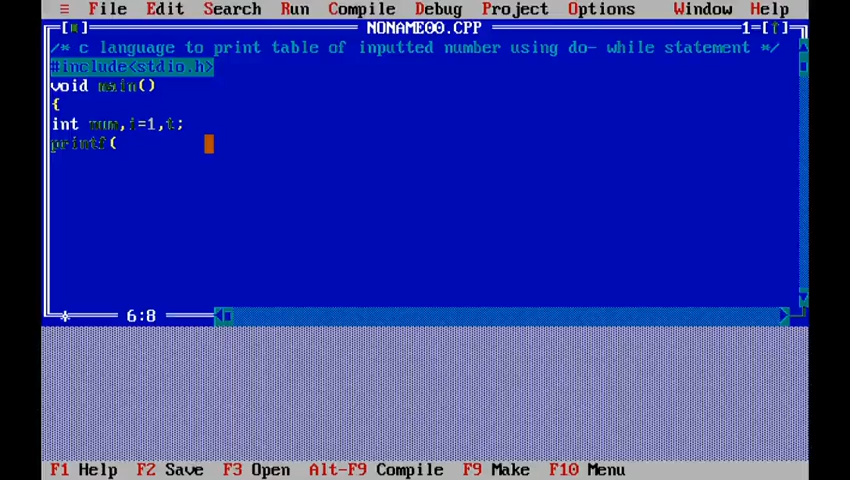 ≡ File Edit Search Run Compile Debug Project Options Window Help
[■] NONAME00.CPP 1=[↑]
/* c language to print table of inputted number using do- while statement */
#include<stdio.h>
void main()
{
int num,i=1,t;
printf(
6:8
F1 Help F2 Save F3 Open Alt-F9 Compile F9 Make F10 Menu